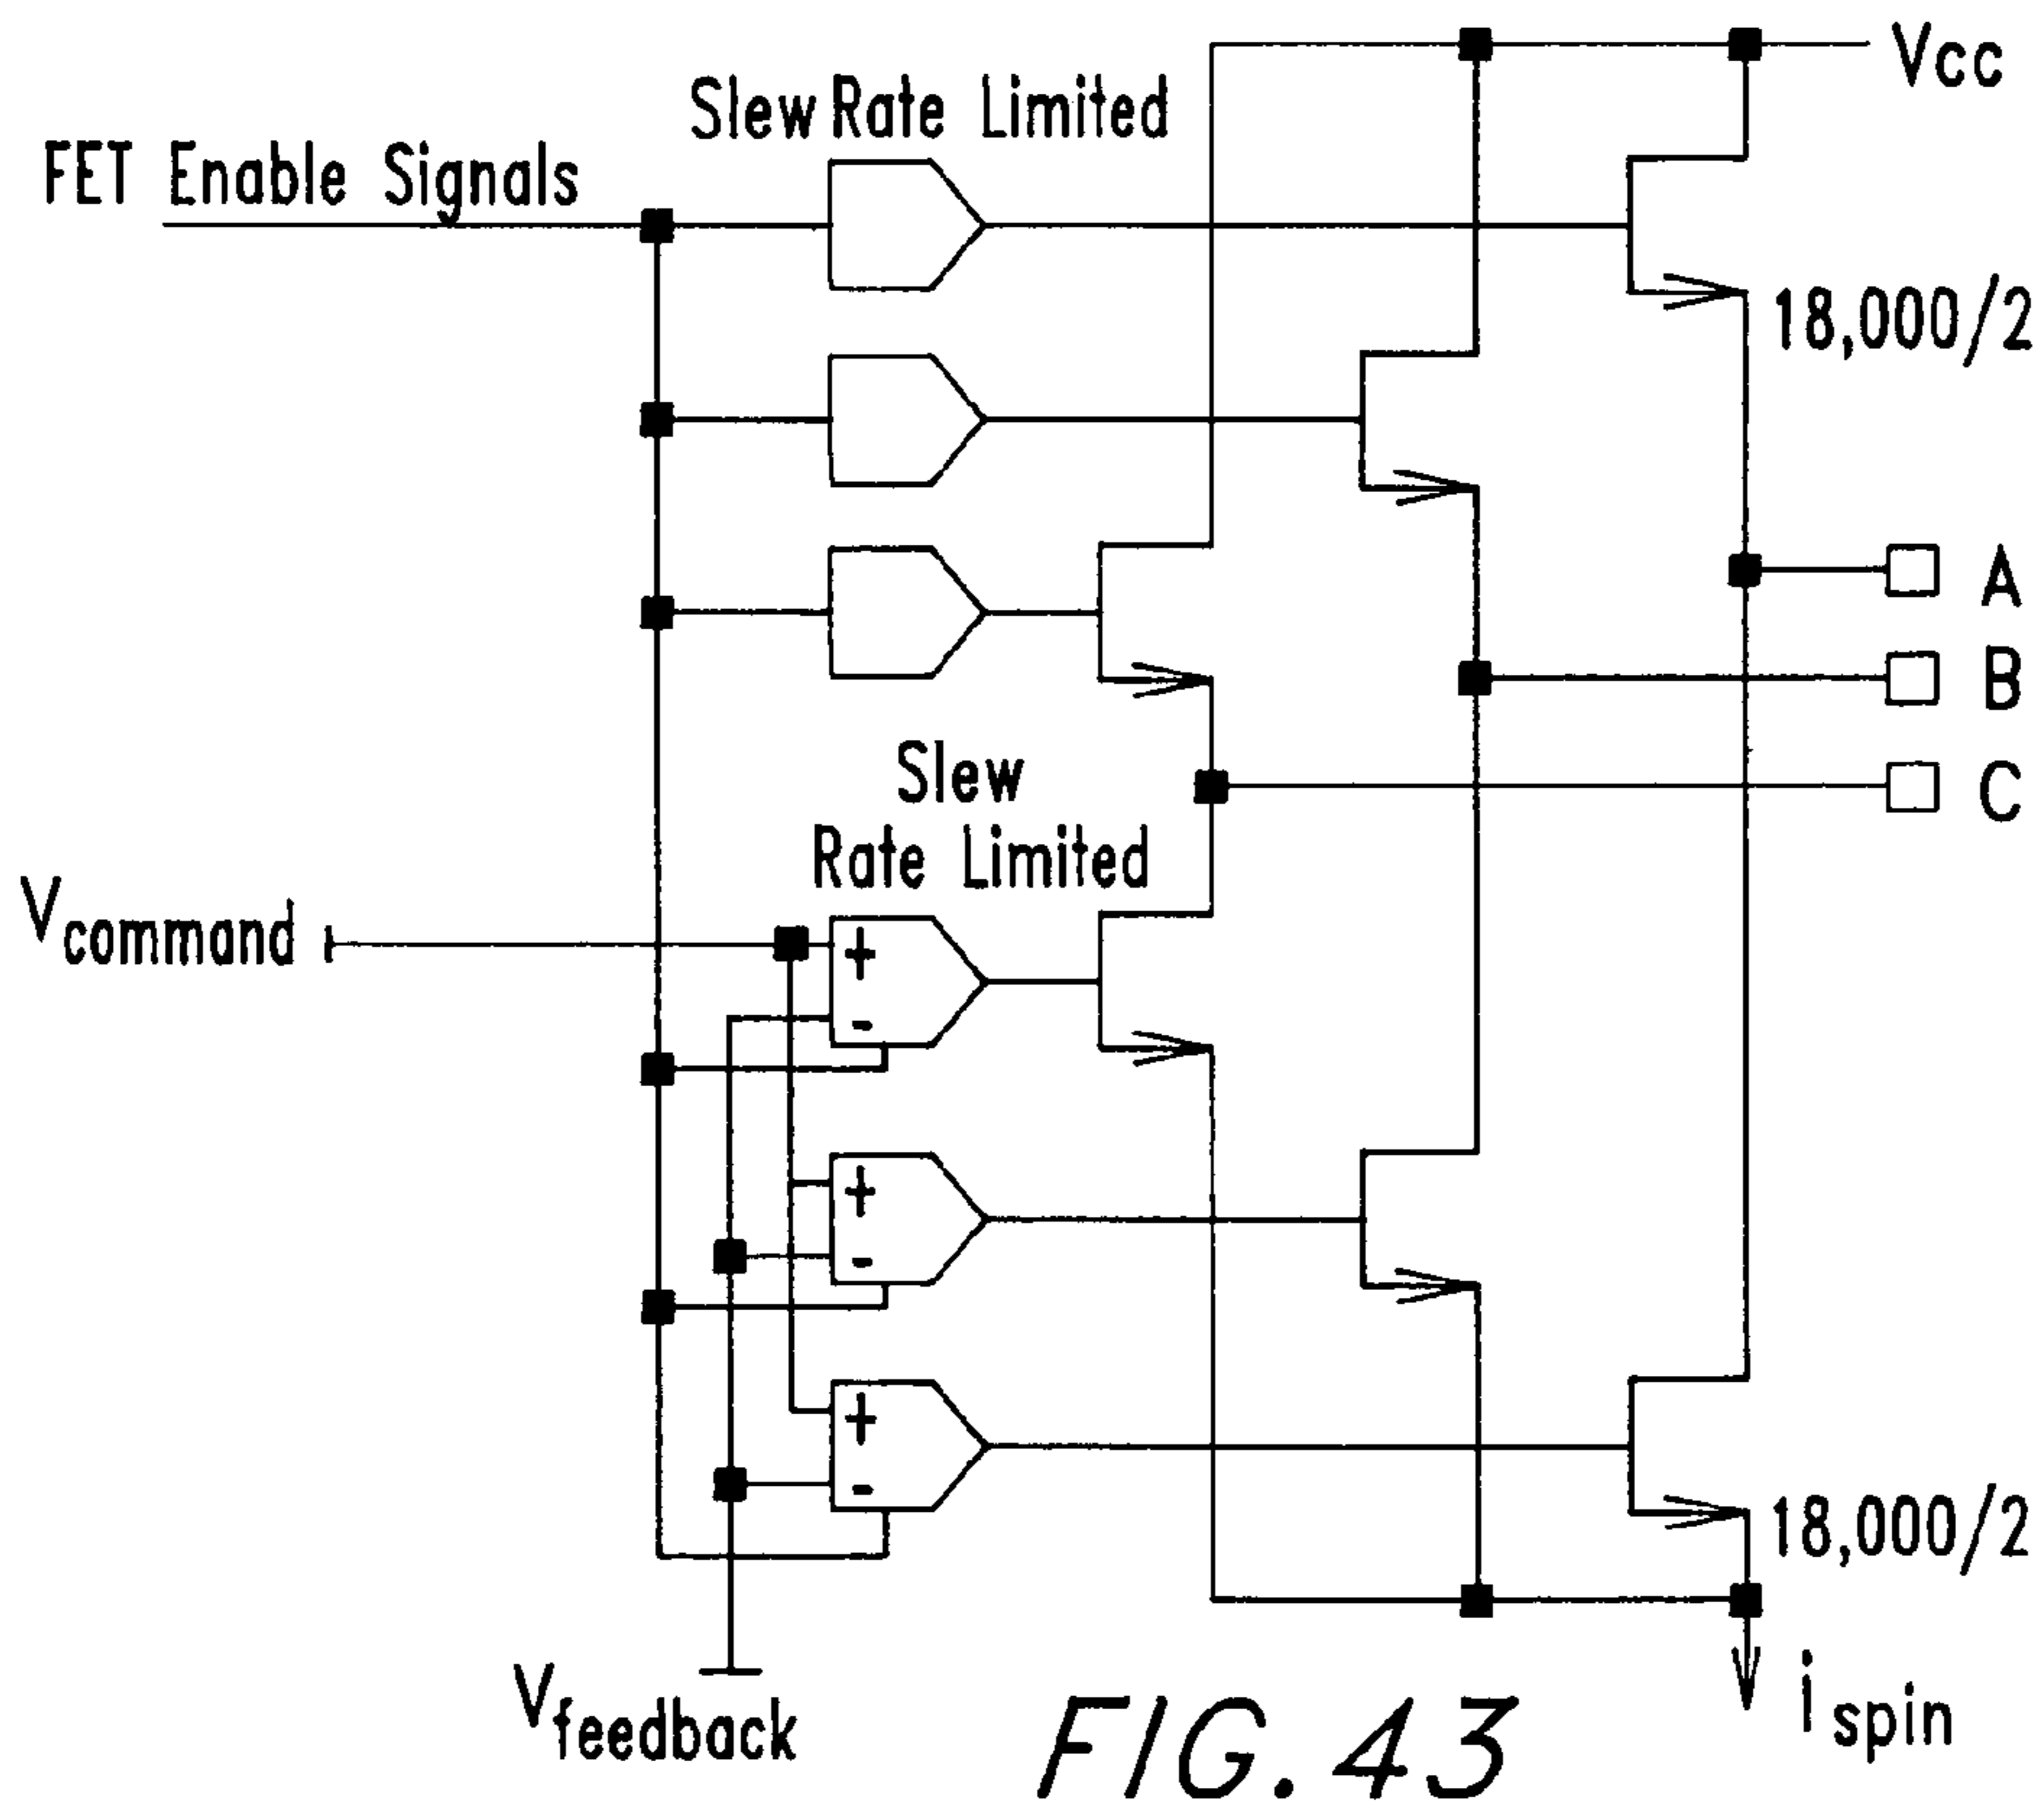 Vcc
Slew Rate Limited
FET Enable Signals
18,000/2
A
B
C
Slew
Rate Limited
Vcommand
+
-
+
-
+
-
18,000/2
Vfeedback
ispin
FIG. 43